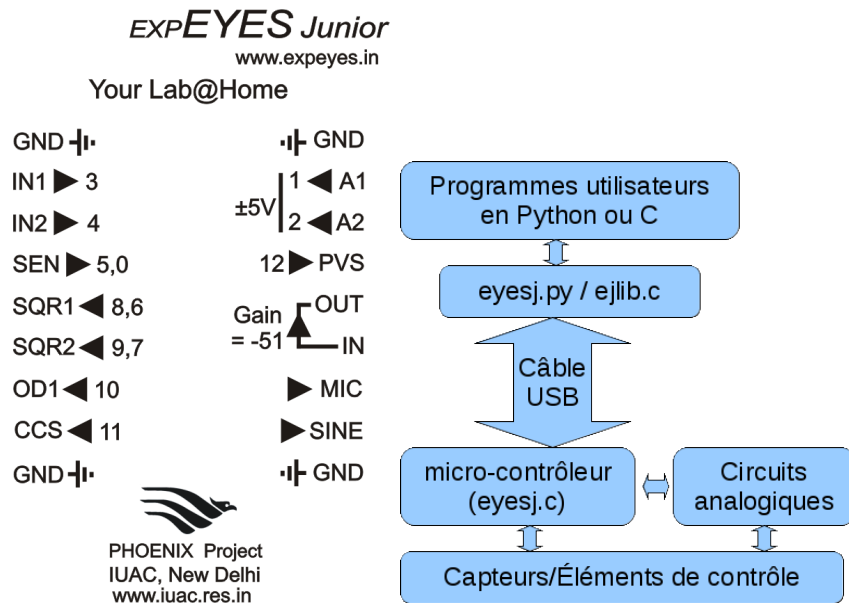 EXPEYES Junior
www.expeyes.in
Your Lab@Home
GND
IN1 3
IN2 4
SEN 5,0
SQR1 8,6
SQR2 9,7
OD1 10
CCS 11
GND
GND
±5V
1 A1
2 A2
12 PVS
Gain
= -51
OUT
IN
MIC
SINE
GND
PHOENIX Project
IUAC, New Delhi
www.iuac.res.in
Programmes utilisateurs
en Python ou C
eyesj.py / ejlib.c
Câble
USB
micro-contrôleur
(eyesj.c)
Circuits
analogiques
Capteurs/Éléments de contrôle